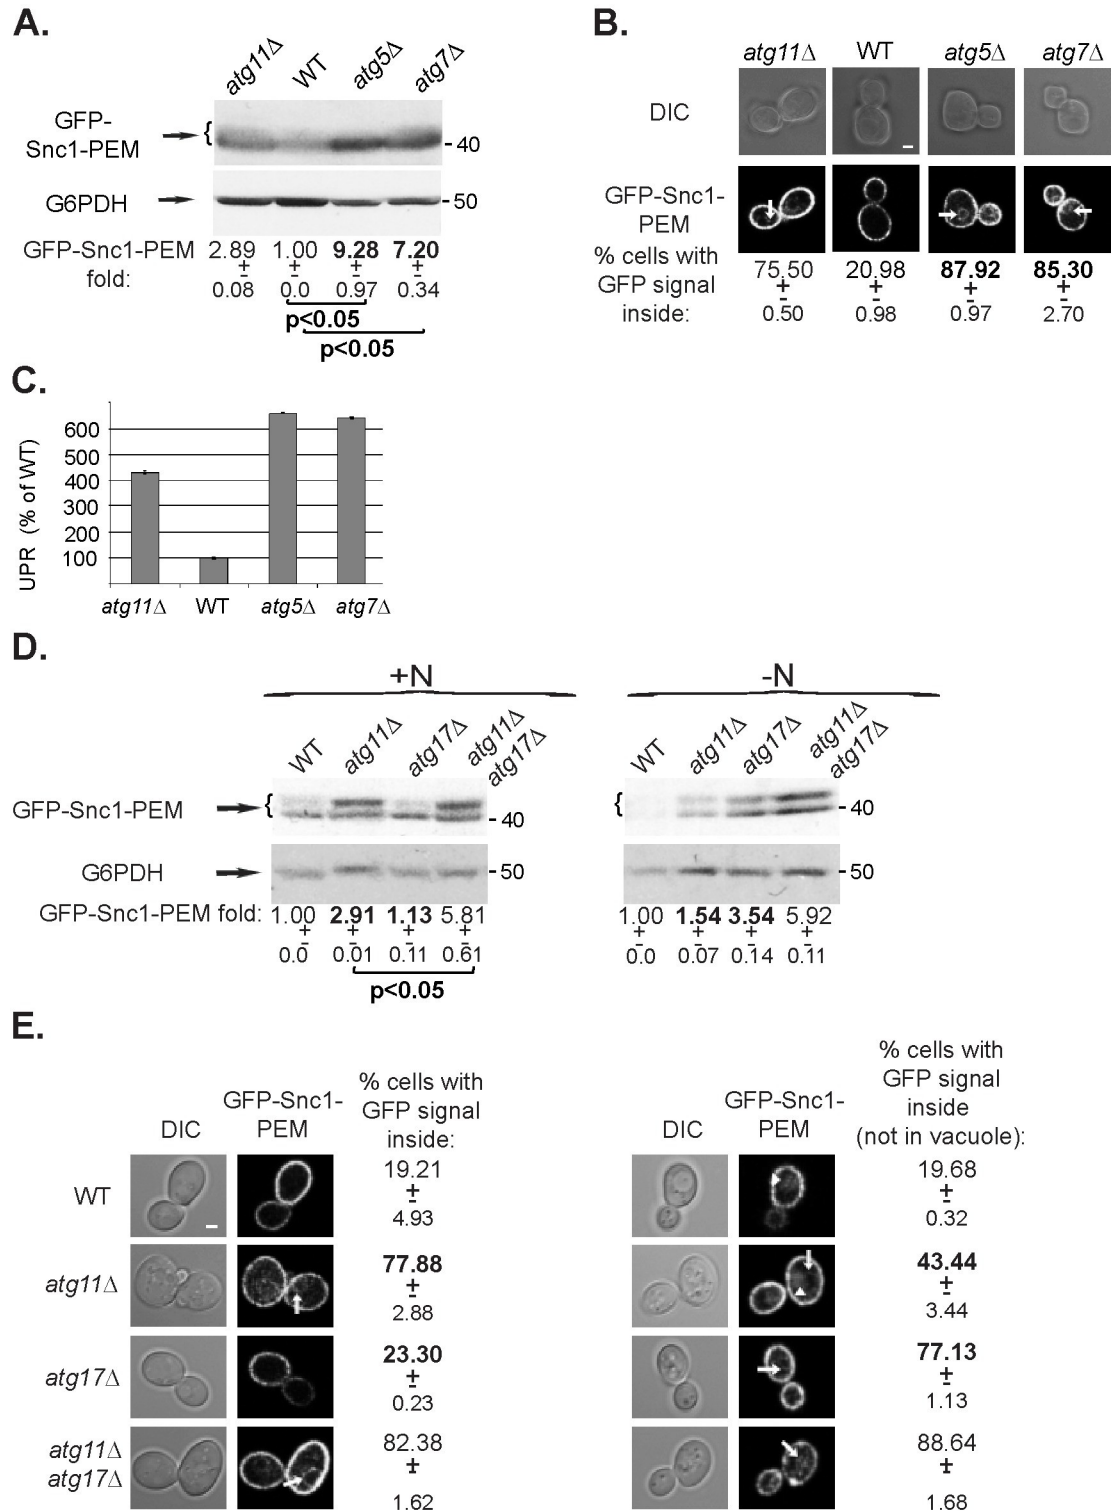 A.
atg11Δ WT atg5Δ atg7Δ
GFP-
Snc1-PEM
{
- 40
G6PDH
- 50
GFP-Snc1-PEM 2.89 1.00 9.28 7.20
fold: ± ± ± ±
0.08 0.0 0.97 0.34
p<0.05
p<0.05
B.
atg11Δ WT atg5Δ atg7Δ
DIC
GFP-Snc1-
PEM
% cells with 75.50 20.98 87.92 85.30
GFP signal ± ± ± ±
inside: 0.50 0.98 0.97 2.70
C.
UPR (% of WT)
600
500
400
300
200
100
atg11Δ WT atg5Δ atg7Δ
D.
+N
WT atg11Δ atg17Δ atg11Δ
atg17Δ
GFP-Snc1-PEM
{
- 40
G6PDH
- 50
GFP-Snc1-PEM fold: 1.00 2.91 1.13 5.81
± ± ± ±
0.0 0.01 0.11 0.61
p<0.05
-N
WT atg11Δ atg17Δ atg11Δ
atg17Δ
{
- 40
- 50
1.00 1.54 3.54 5.92
± ± ± ±
0.0 0.07 0.14 0.11
E.
DIC
GFP-Snc1-
PEM
% cells with
GFP signal
inside:
WT
19.21
±
4.93
atg11Δ
77.88
±
2.88
atg17Δ
23.30
±
0.23
atg11Δ
atg17Δ
82.38
±
1.62
DIC
GFP-Snc1-
PEM
% cells with
GFP signal
inside
(not in vacuole):
19.68
±
0.32
43.44
±
3.44
77.13
±
1.13
88.64
±
1.68